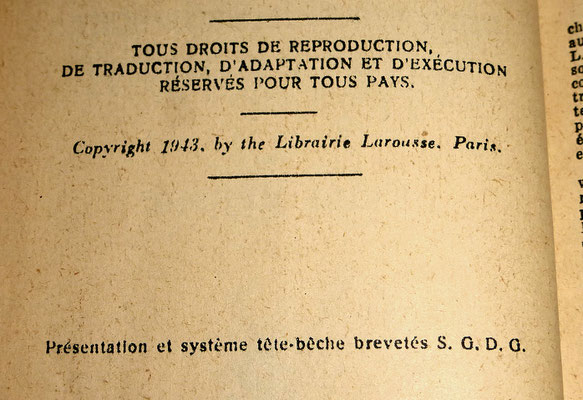 TOUS DROITS DE REPRODUCTION,
DE TRADUCTION, D'ADAPTATION ET D'EXÉCUTION
RÉSERVÉS POUR TOUS PAYS.
Copyright 1943. by the Librairie Larousse. Paris.
Présentation et système tête-bêche brevetés S. G. D. G.